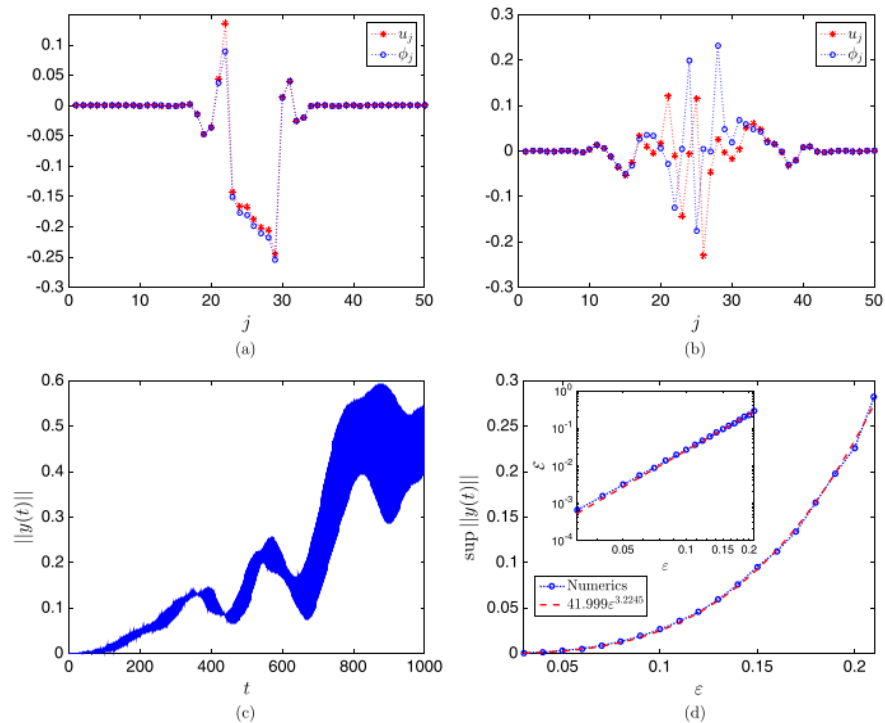 0.15
0.1
0.05
0
-0.05
-0.1
-0.15
-0.2
-0.25
-0.3
0 10 20 30 40 50
u_j
ϕ_j
j
(a)
0.3
0.2
0.1
0
-0.1
-0.2
-0.3
0 10 20 30 40 50
u_j
ϕ_j
j
(b)
0.6
0.5
0.4
0.3
0.2
0.1
0
0 200 400 600 800 1000
||y(t)||
t
(c)
0.3
0.25
0.2
0.15
0.1
0.05
0
0.05 0.1 0.15 0.2
sup ||y(t)||
ε
10^0
10^-1
10^-2
10^-3
10^-4
0.05 0.1 0.15 0.2
ℰ
ε
Numerics
41.999ε^3.2245
(d)